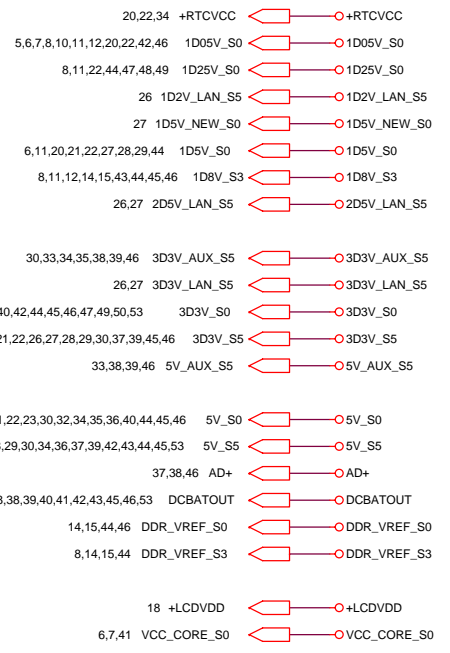 20,22,34 +RTCVCC +RTCVCC
5,6,7,8,10,11,12,20,22,42,46 1D05V_S0 1D05V_S0
8,11,22,44,47,48,49 1D25V_S0 1D25V_S0
26 1D2V_LAN_S5 1D2V_LAN_S5
27 1D5V_NEW_S0 1D5V_NEW_S0
6,11,20,21,22,27,28,29,44 1D5V_S0 1D5V_S0
8,11,12,14,15,43,44,45,46 1D8V_S3 1D8V_S3
26,27 2D5V_LAN_S5 2D5V_LAN_S5
30,33,34,35,38,39,46 3D3V_AUX_S5 3D3V_AUX_S5
26,27 3D3V_LAN_S5 3D3V_LAN_S5
40,42,44,45,46,47,49,50,53 3D3V_S0 3D3V_S0
21,22,26,27,28,29,30,37,39,45,46 3D3V_S5 3D3V_S5
33,38,39,46 5V_AUX_S5 5V_AUX_S5
,22,23,30,32,34,35,36,40,44,45,46 5V_S0 5V_S0
,29,30,34,36,37,39,42,43,44,45,53 5V_S5 5V_S5
37,38,46 AD+ AD+
,38,39,40,41,42,43,45,46,53 DCBATOUT DCBATOUT
14,15,44,46 DDR_VREF_S0 DDR_VREF_S0
8,14,15,44 DDR_VREF_S3 DDR_VREF_S3
18 +LCDVDD +LCDVDD
6,7,41 VCC_CORE_S0 VCC_CORE_S0